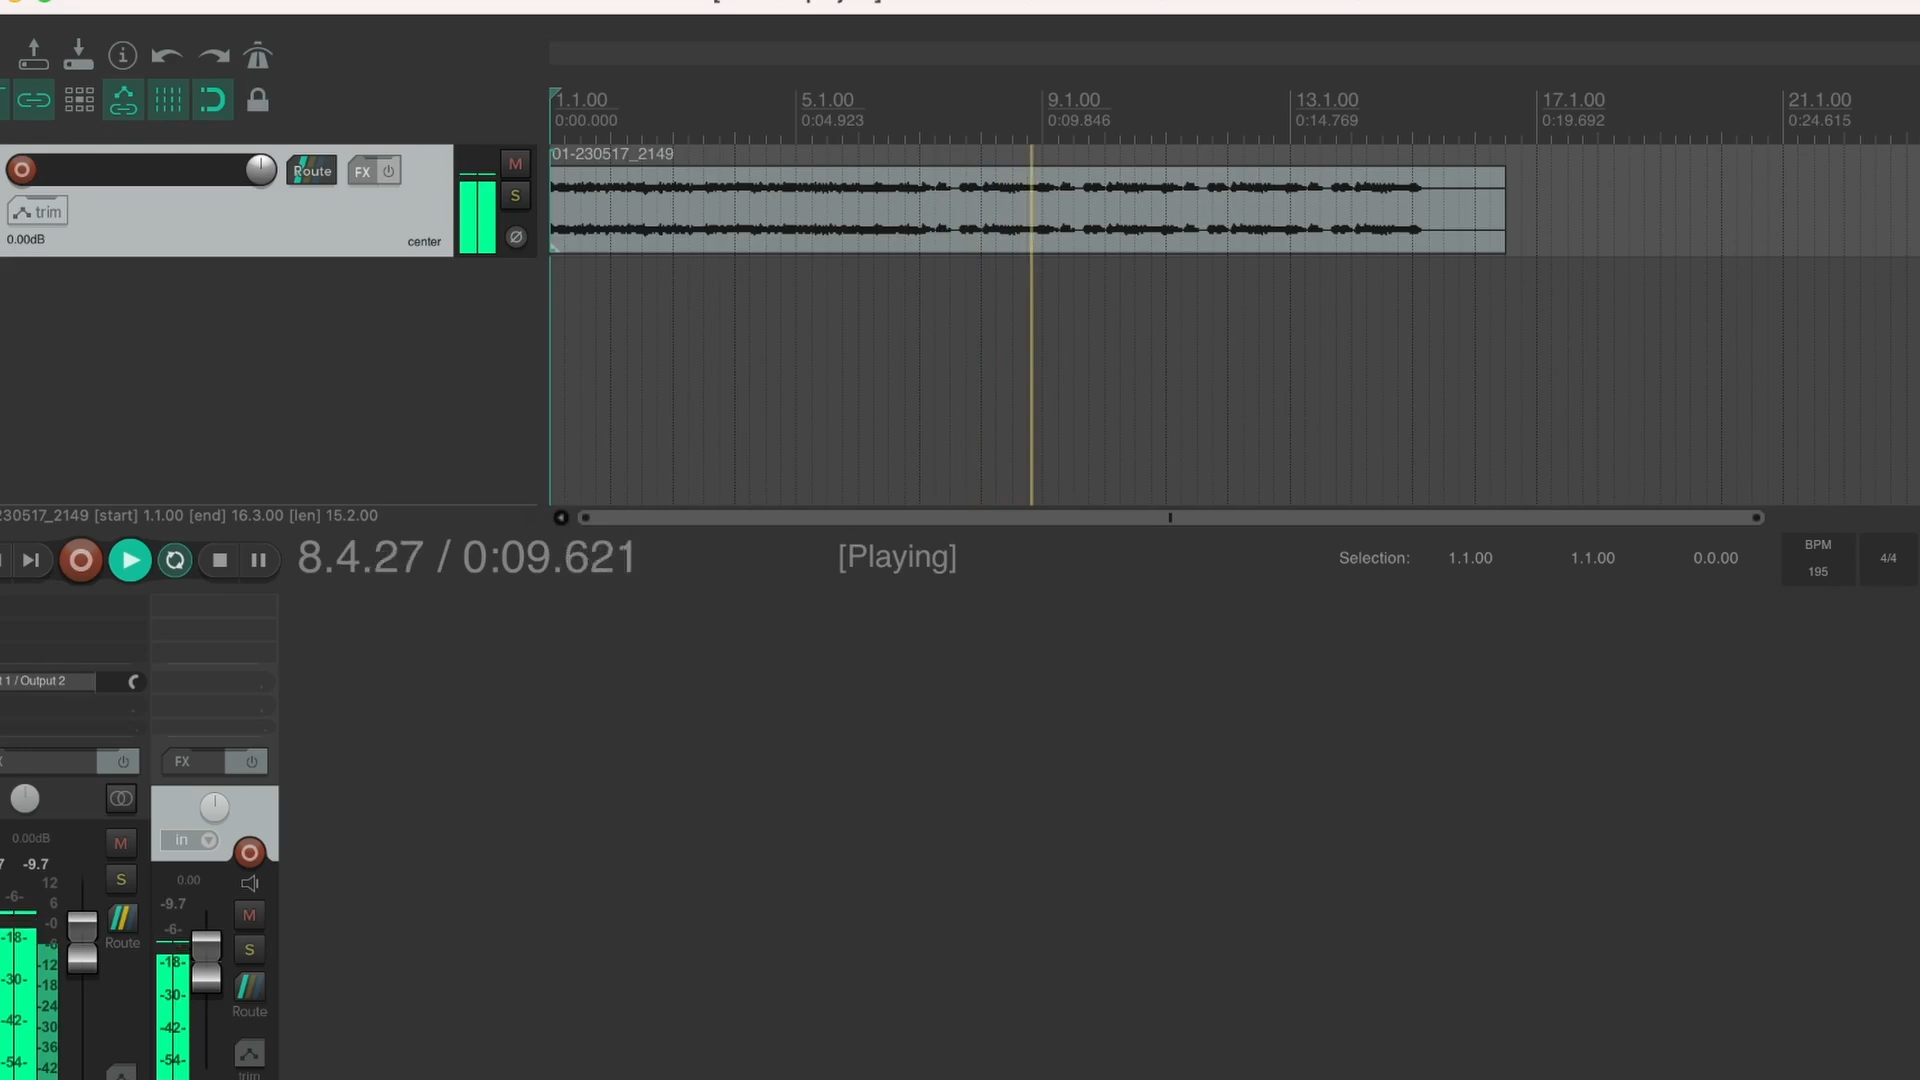 1.1.00 5.1.00 9.1.00 13.1.00 17.1.00 21.1.00
0:00.000 0:04.923 0:09.846 0:14.769 0:19.692 0:24.615
01-230517_2149
Route FX M
S
trim
0.00dB center
230517_2149 [start] 1.1.00 [end] 16.3.00 [len] 15.2.00
8.4.27 / 0:09.621 [Playing] Selection: 1.1.00 1.1.00 0.0.00 BPM 195 4/4
1 / Output 2
FX
in
0.00dB M
-9.7 S
0.00
-9.7 M
S
Route
Route
12
6
-0
-6
-12
-18
-24
-30
-36
-42
-6-
-18-
-30-
-42-
-54-
-6-
-18-
-30-
-42-
-54-
trim